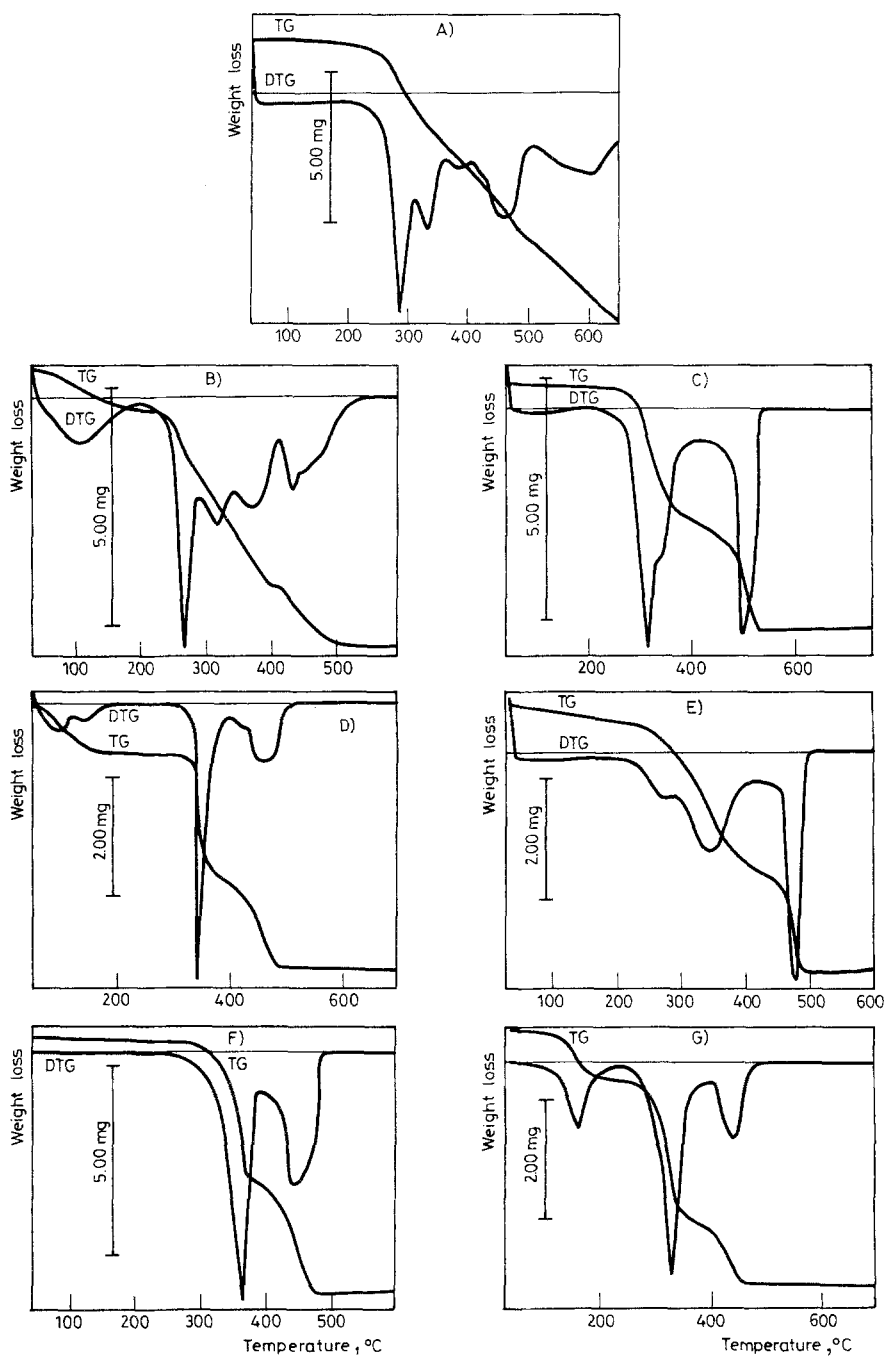 TG
A)
DTG
Weight loss
5.00 mg
100 200 300 400 500 600
TG
B)
DTG
Weight loss
5.00 mg
100 200 300 400 500
TG
C)
DTG
Weight loss
5.00 mg
200 400 600
DTG
TG
D)
Weight loss
2.00 mg
200 400 600
TG
E)
DTG
Weight loss
2.00 mg
100 200 300 400 500 600
F)
DTG
TG
Weight loss
5.00 mg
100 200 300 400 500
Temperature, °C
TG
G)
Weight loss
2.00 mg
200 400 600
Temperature, °C